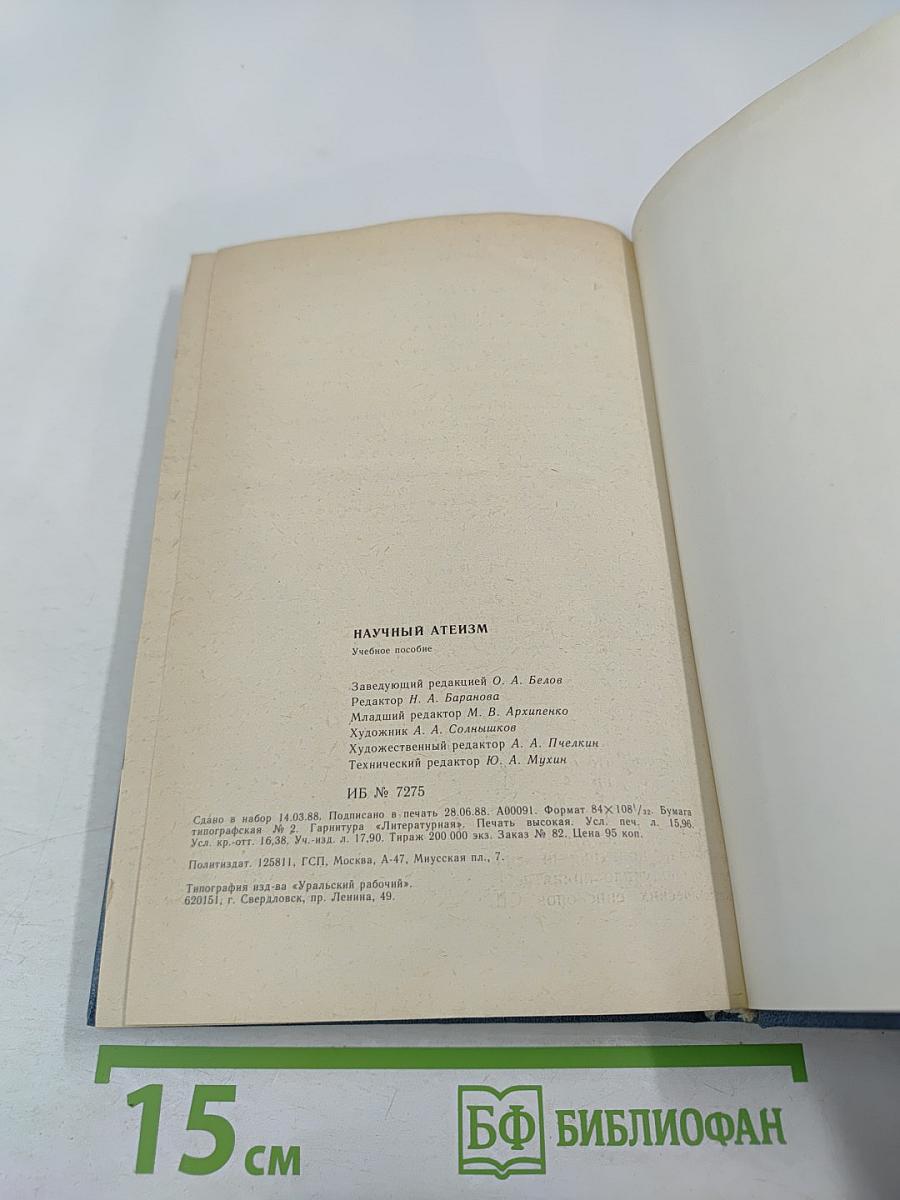 НАУЧНЫЙ АТЕИЗМ
Учебное пособие
Заведующий редакцией О. А. Белов
Редактор Н. А. Баранова
Младший редактор М. В. Архипенко
Художник А. А. Солнышков
Художественный редактор А. А. Пчелкин
Технический редактор Ю. А. Мухин
ИБ № 7275
Сдано в набор 14.03.88. Подписано в печать 28.06.88. А00091. Формат 84×108¹/₃₂. Бумага
типографская № 2. Гарнитура «Литературная». Печать высокая. Усл. печ. л. 15,96.
Усл. кр.-отт. 16,38. Уч.-изд. л. 17,90. Тираж 200 000 экз. Заказ № 82. Цена 95 коп.
Политиздат. 125811, ГСП, Москва, А-47, Миусская пл., 7.
Типография изд-ва «Уральский рабочий».
620151, г. Свердловск, пр. Ленина, 49.
15 см
БФ БИБЛИОФАН